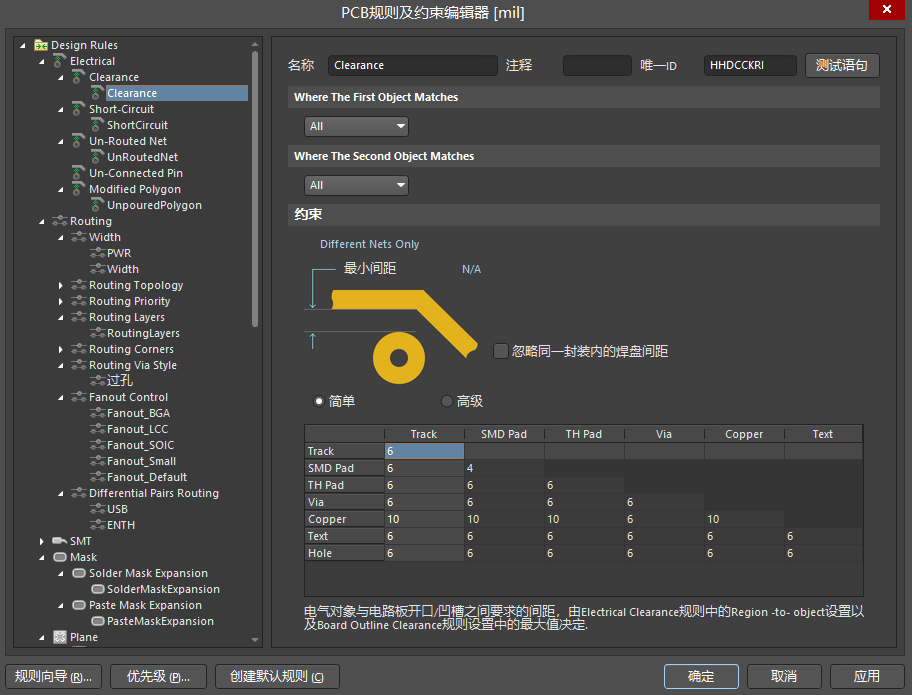 PCB规则及约束编辑器 [mil]
Design Rules
Electrical
Clearance
Clearance
Short-Circuit
ShortCircuit
Un-Routed Net
UnRoutedNet
Un-Connected Pin
Modified Polygon
UnpouredPolygon
Routing
Width
PWR
Width
Routing Topology
Routing Priority
Routing Layers
RoutingLayers
Routing Corners
Routing Via Style
过孔
Fanout Control
Fanout_BGA
Fanout_LCC
Fanout_SOIC
Fanout_Small
Fanout_Default
Differential Pairs Routing
USB
ENTH
SMT
Mask
Solder Mask Expansion
SolderMaskExpansion
Paste Mask Expansion
PasteMaskExpansion
Plane
名称 Clearance 注释 唯一ID HHDCCKRI 测试语句
Where The First Object Matches
All
Where The Second Object Matches
All
约束
Different Nets Only
最小间距 N/A
忽略同一封装内的焊盘间距
简单 高级
Track SMD Pad TH Pad Via Copper Text
Track 6
SMD Pad 6 4
TH Pad 6 6 6
Via 6 6 6 6
Copper 10 10 10 6 10
Text 6 6 6 6 6 6
Hole 6 6 6 6 6 6
电气对象与电路板开口/凹槽之间要求的间距，由Electrical Clearance规则中的Region -to- object设置以
及Board Outline Clearance规则设置中的最大值决定.
规则向导 (R)... 优先级 (P)... 创建默认规则 (C) 确定 取消 应用